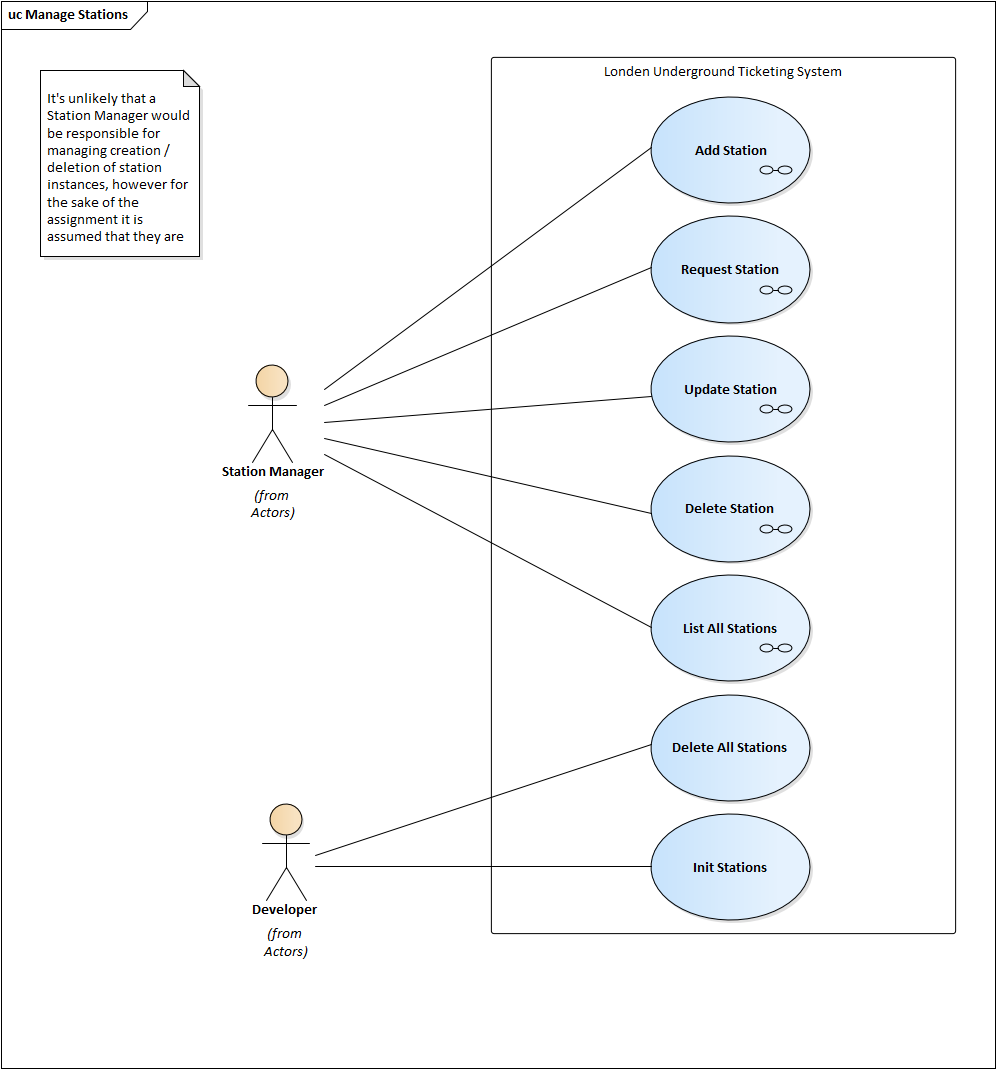 uc Manage Stations
It's unlikely that a
Station Manager would
be responsible for
managing creation /
deletion of station
instances, however for
the sake of the
assignment it is
assumed that they are
Londen Underground Ticketing System
Add Station
Request Station
Update Station
Delete Station
List All Stations
Delete All Stations
Init Stations
Station Manager
(from
Actors)
Developer
(from
Actors)